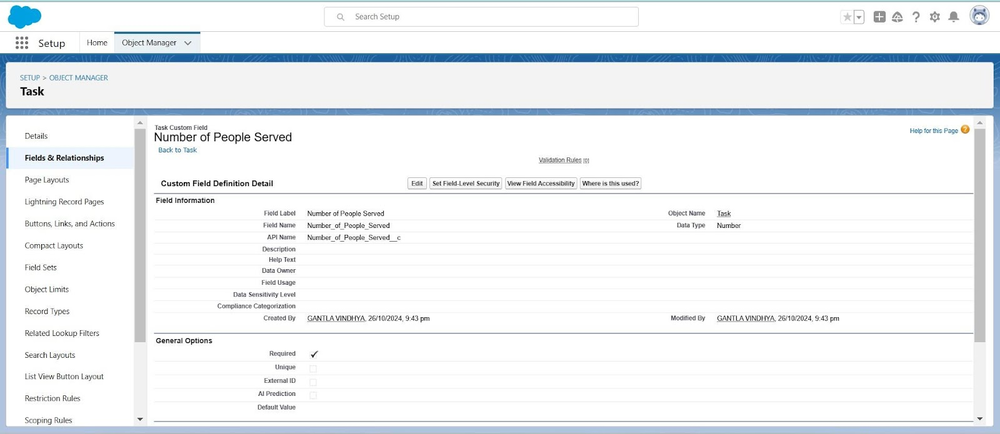 Search Setup
Setup
Home
Object Manager
SETUP > OBJECT MANAGER
Task
Details
Fields & Relationships
Page Layouts
Lightning Record Pages
Buttons, Links, and Actions
Compact Layouts
Field Sets
Object Limits
Record Types
Related Lookup Filters
Search Layouts
List View Button Layout
Restriction Rules
Scoping Rules
Task Custom Field
Number of People Served
Back to Task
Help for this Page ?
Validation Rules [0]
Custom Field Definition Detail Edit Set Field-Level Security View Field Accessibility Where is this used?
Field Information
Field Label Number of People Served Object Name Task
Field Name Number_of_People_Served Data Type Number
API Name Number_of_People_Served__c
Description
Help Text
Data Owner
Field Usage
Data Sensitivity Level
Compliance Categorization
Created By GANTLA VINDHYA, 26/10/2024, 9:43 pm Modified By GANTLA VINDHYA, 26/10/2024, 9:43 pm
General Options
Required
Unique
External ID
AI Prediction
Default Value